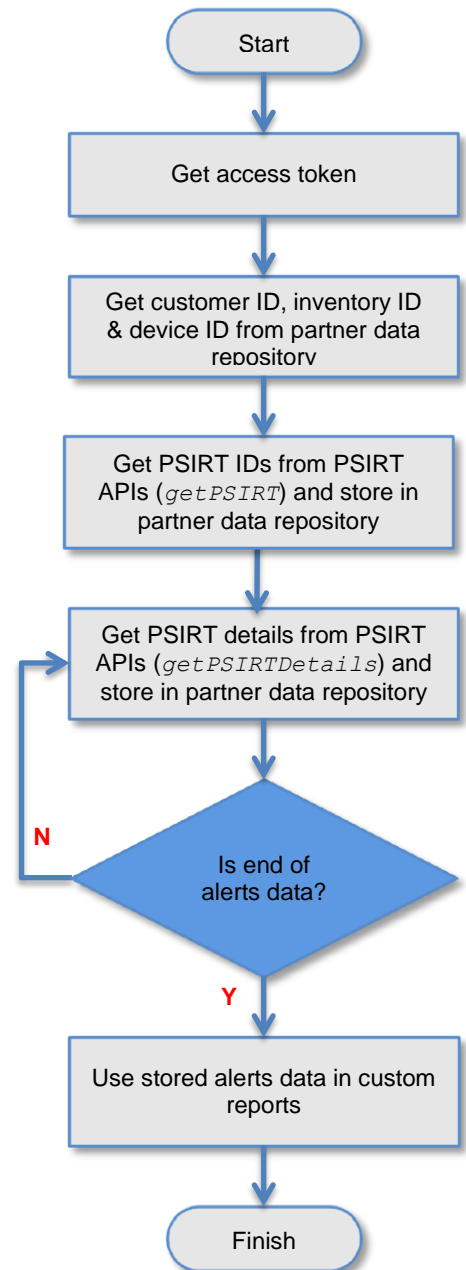 Start
Get access token
Get customer ID, inventory ID
& device ID from partner data
repository
Get PSIRT IDs from PSIRT
APIs (getPSIRT) and store in
partner data repository
Get PSIRT details from PSIRT
APIs (getPSIRTDetails) and
store in partner data repository
N
Is end of
alerts data?
Y
Use stored alerts data in custom
reports
Finish